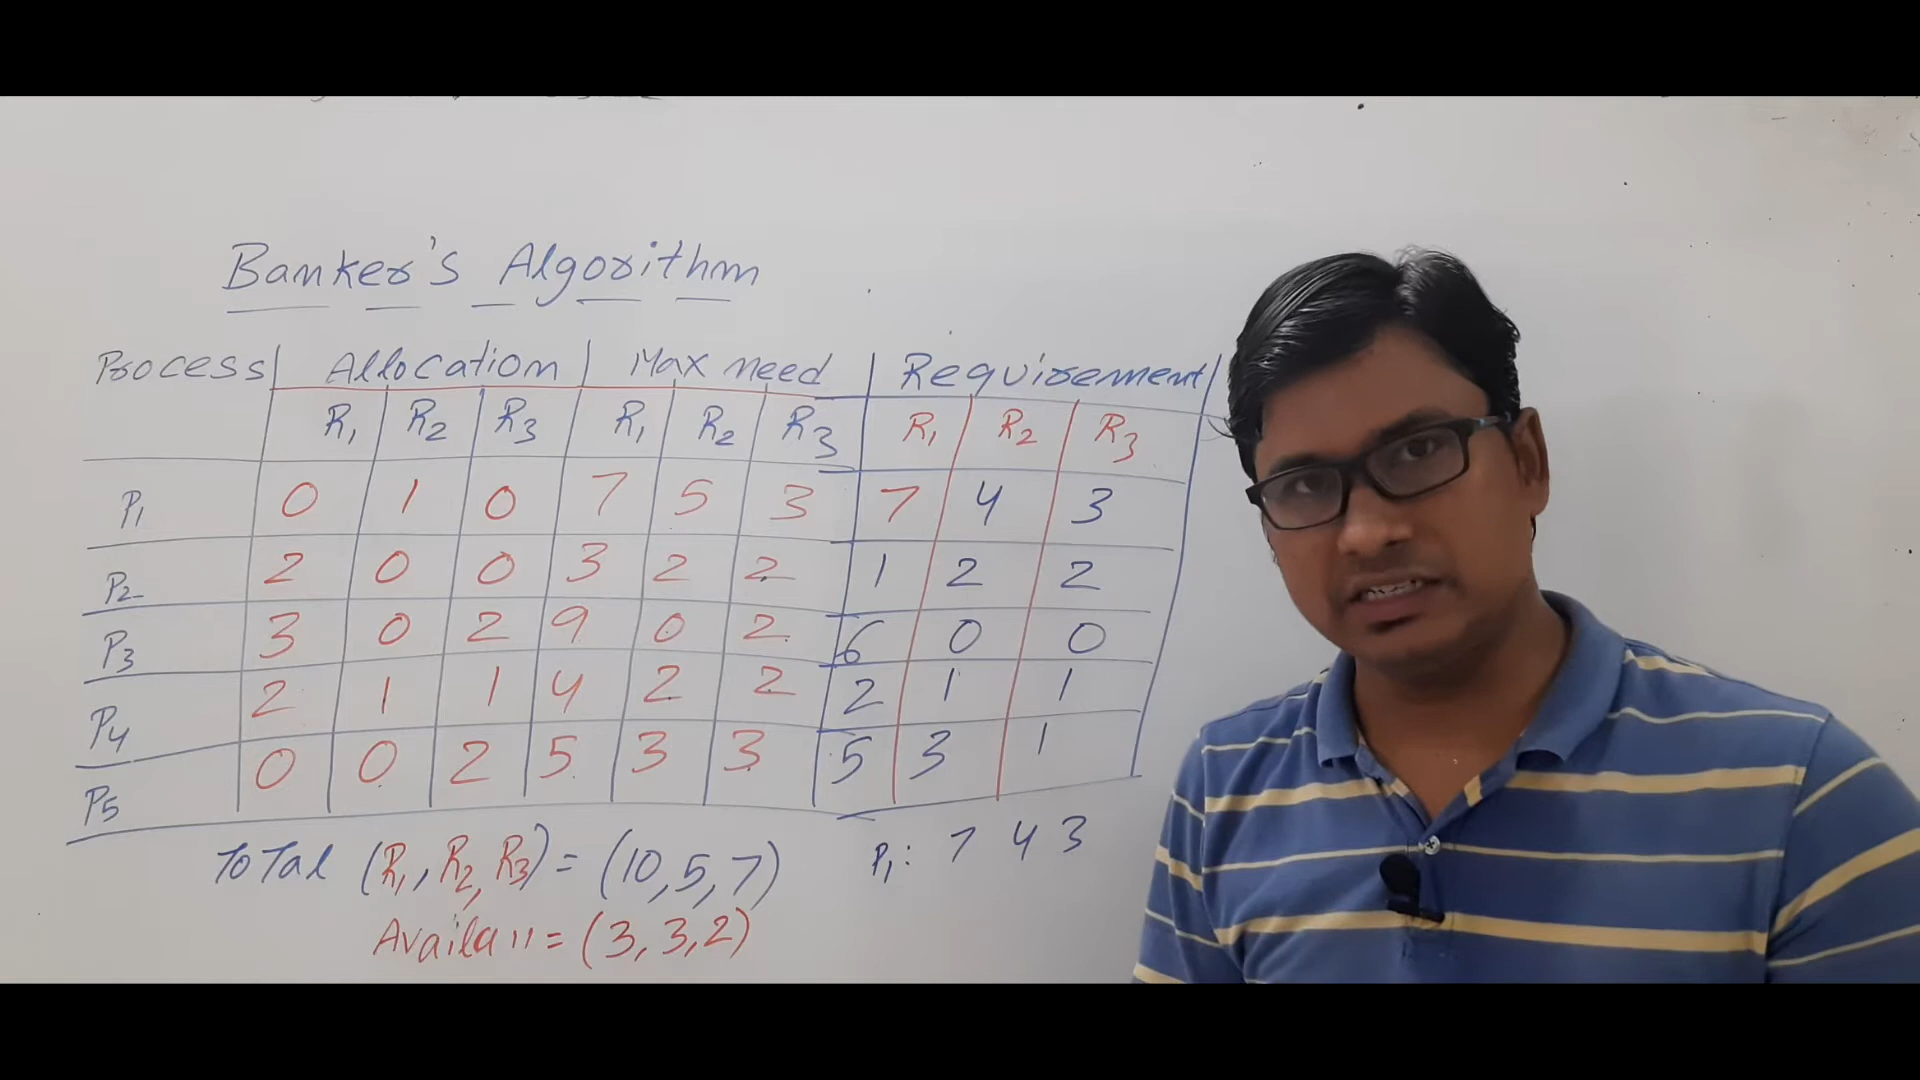 Banker's Algorithm
Process Allocation Max need Requirement
R1 R2 R3 R1 R2 R3 R1 R2 R3
P1 0 1 0 7 5 3 7 4 3
P2 2 0 0 3 2 2 1 2 2
P3 3 0 2 9 0 2 6 0 0
P4 2 1 1 4 2 2 2 1 1
P5 0 0 2 5 3 3 5 3 1
Total (R1, R2, R3) = (10, 5, 7) P1: 7 4 3
= (3, 3, 2)